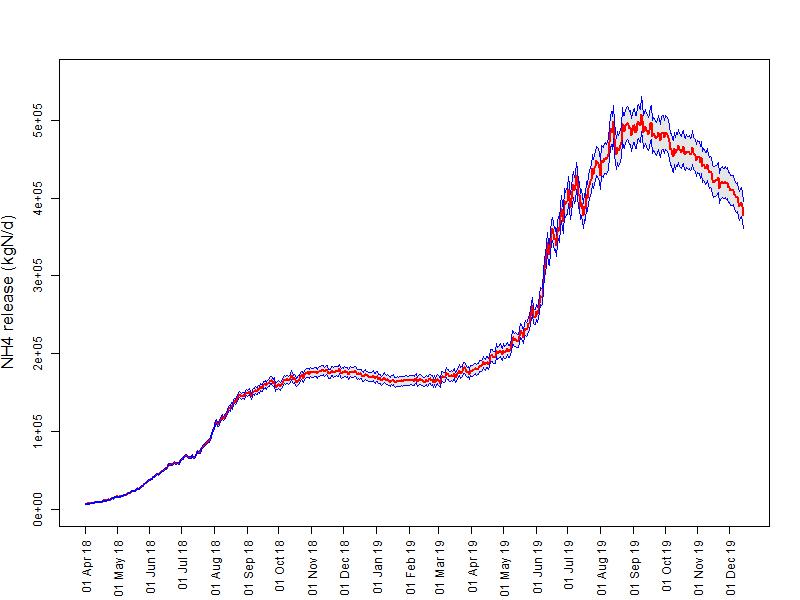 NH4 release (kgN/d)
5e+05
4e+05
3e+05
2e+05
1e+05
0e+00
01 Apr 18
01 May 18
01 Jun 18
01 Jul 18
01 Aug 18
01 Sep 18
01 Oct 18
01 Nov 18
01 Dec 18
01 Jan 19
01 Feb 19
01 Mar 19
01 Apr 19
01 May 19
01 Jun 19
01 Jul 19
01 Aug 19
01 Sep 19
01 Oct 19
01 Nov 19
01 Dec 19